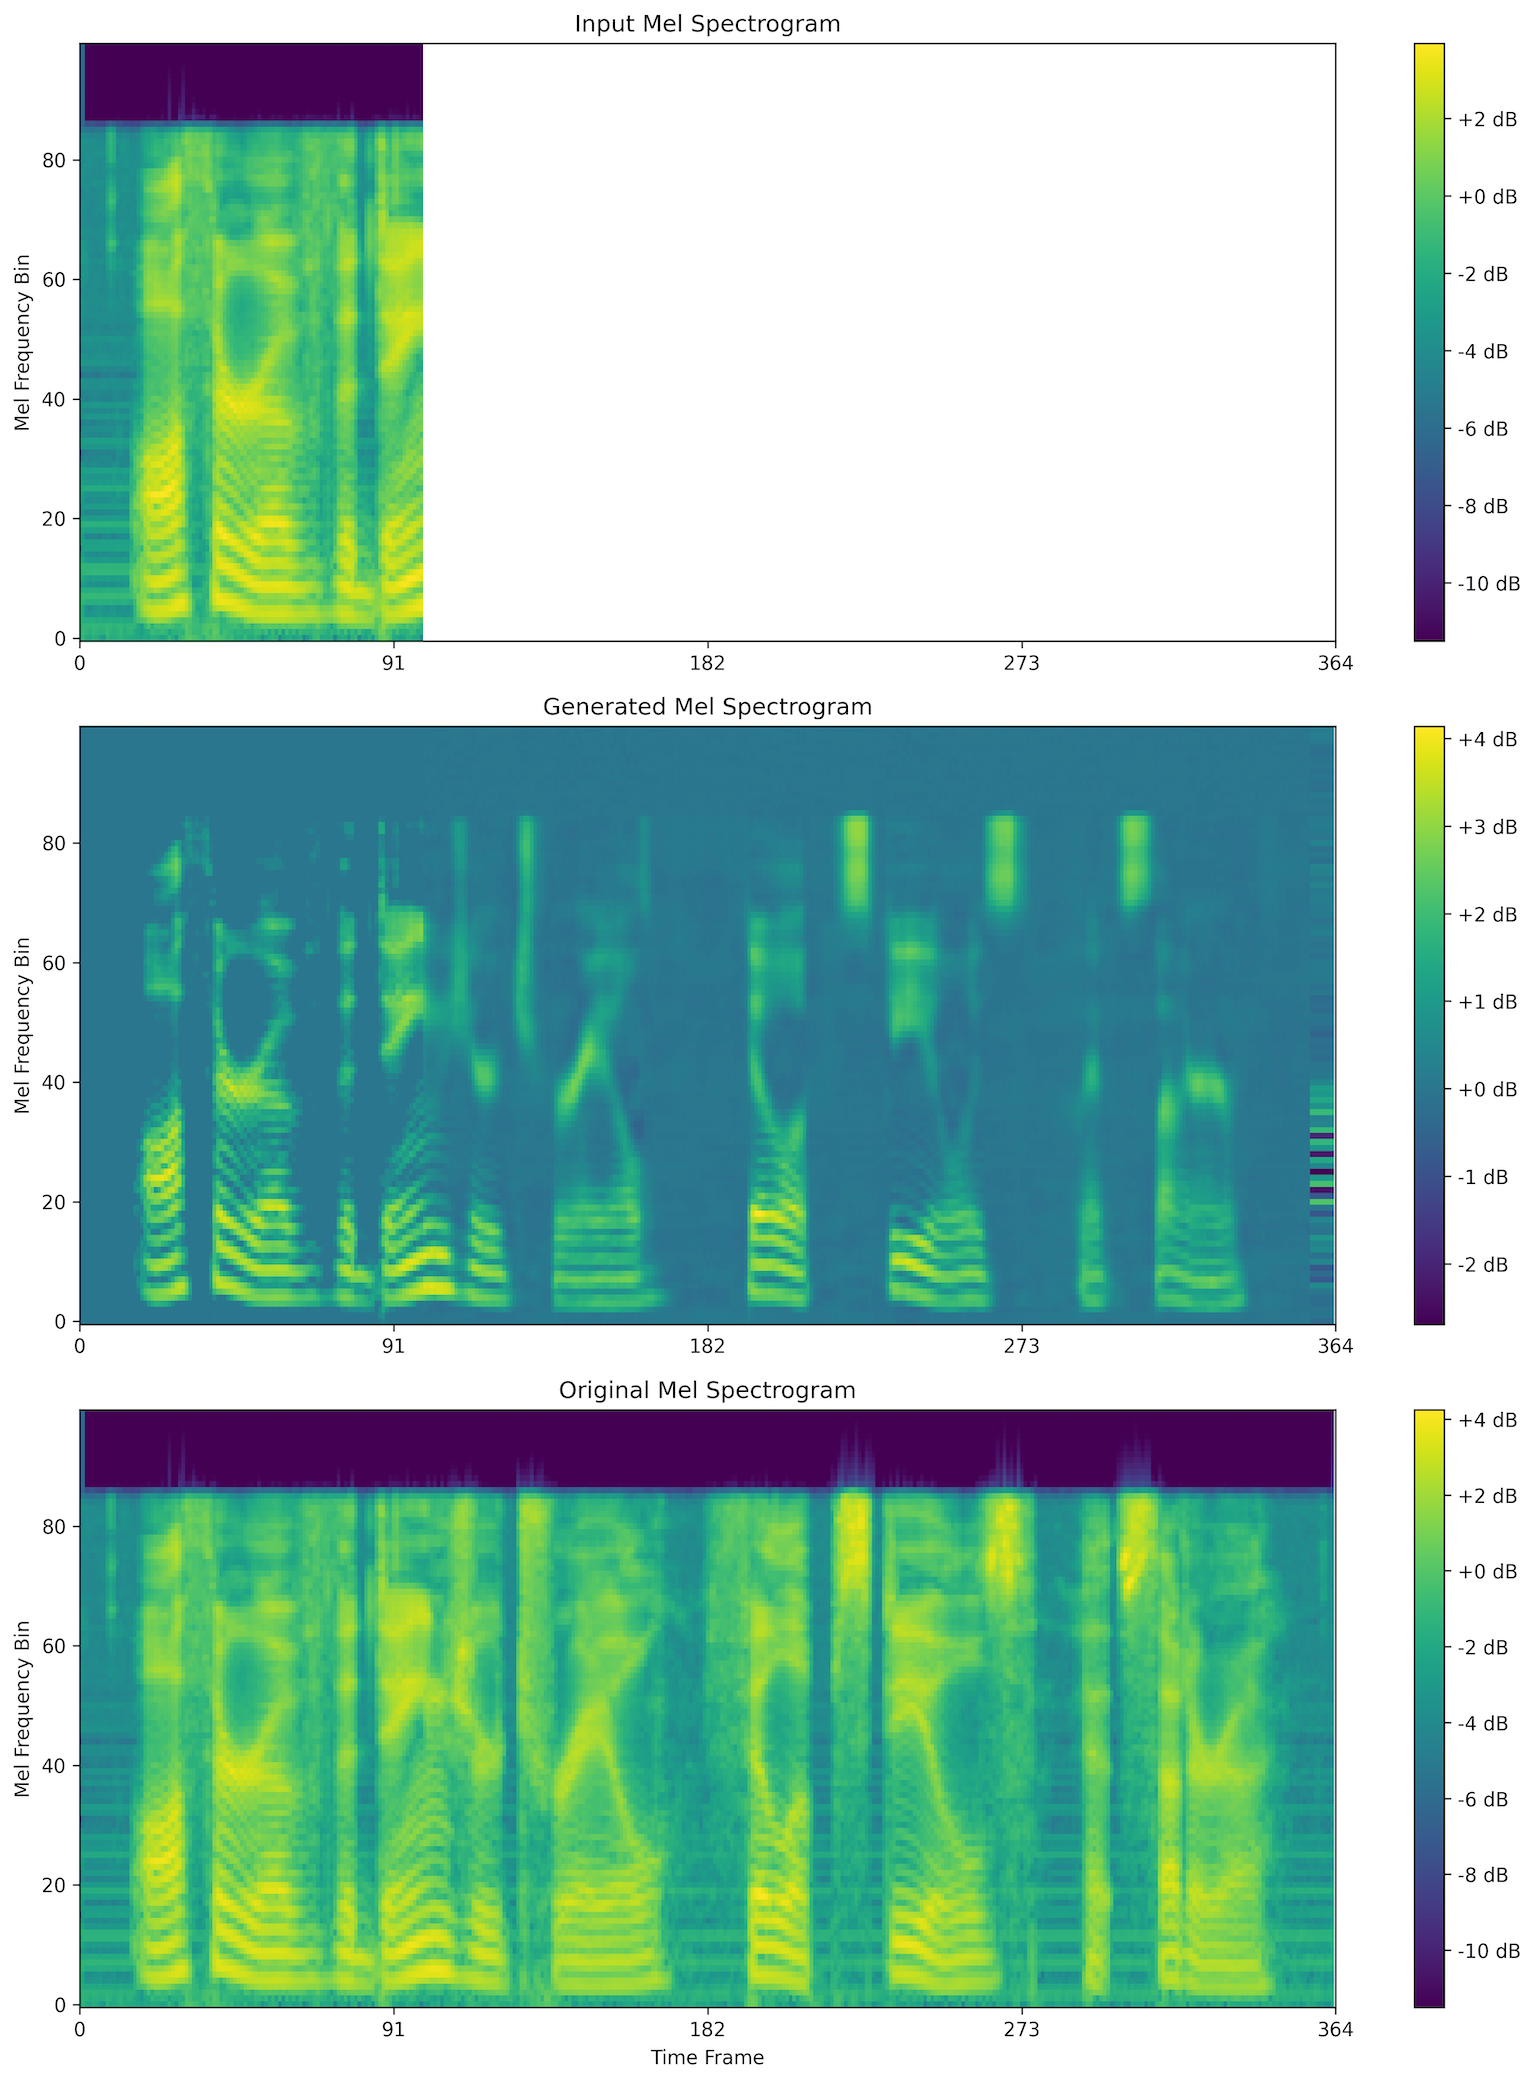 Input Mel Spectrogram
Mel Frequency Bin
80
60
40
20
0
0 91 182 273 364
+2 dB
+0 dB
-2 dB
-4 dB
-6 dB
-8 dB
-10 dB
Generated Mel Spectrogram
Mel Frequency Bin
80
60
40
20
0
0 91 182 273 364
+4 dB
+3 dB
+2 dB
+1 dB
+0 dB
-1 dB
-2 dB
Original Mel Spectrogram
Mel Frequency Bin
80
60
40
20
0
0 91 182 273 364
Time Frame
+4 dB
+2 dB
+0 dB
-2 dB
-4 dB
-6 dB
-8 dB
-10 dB